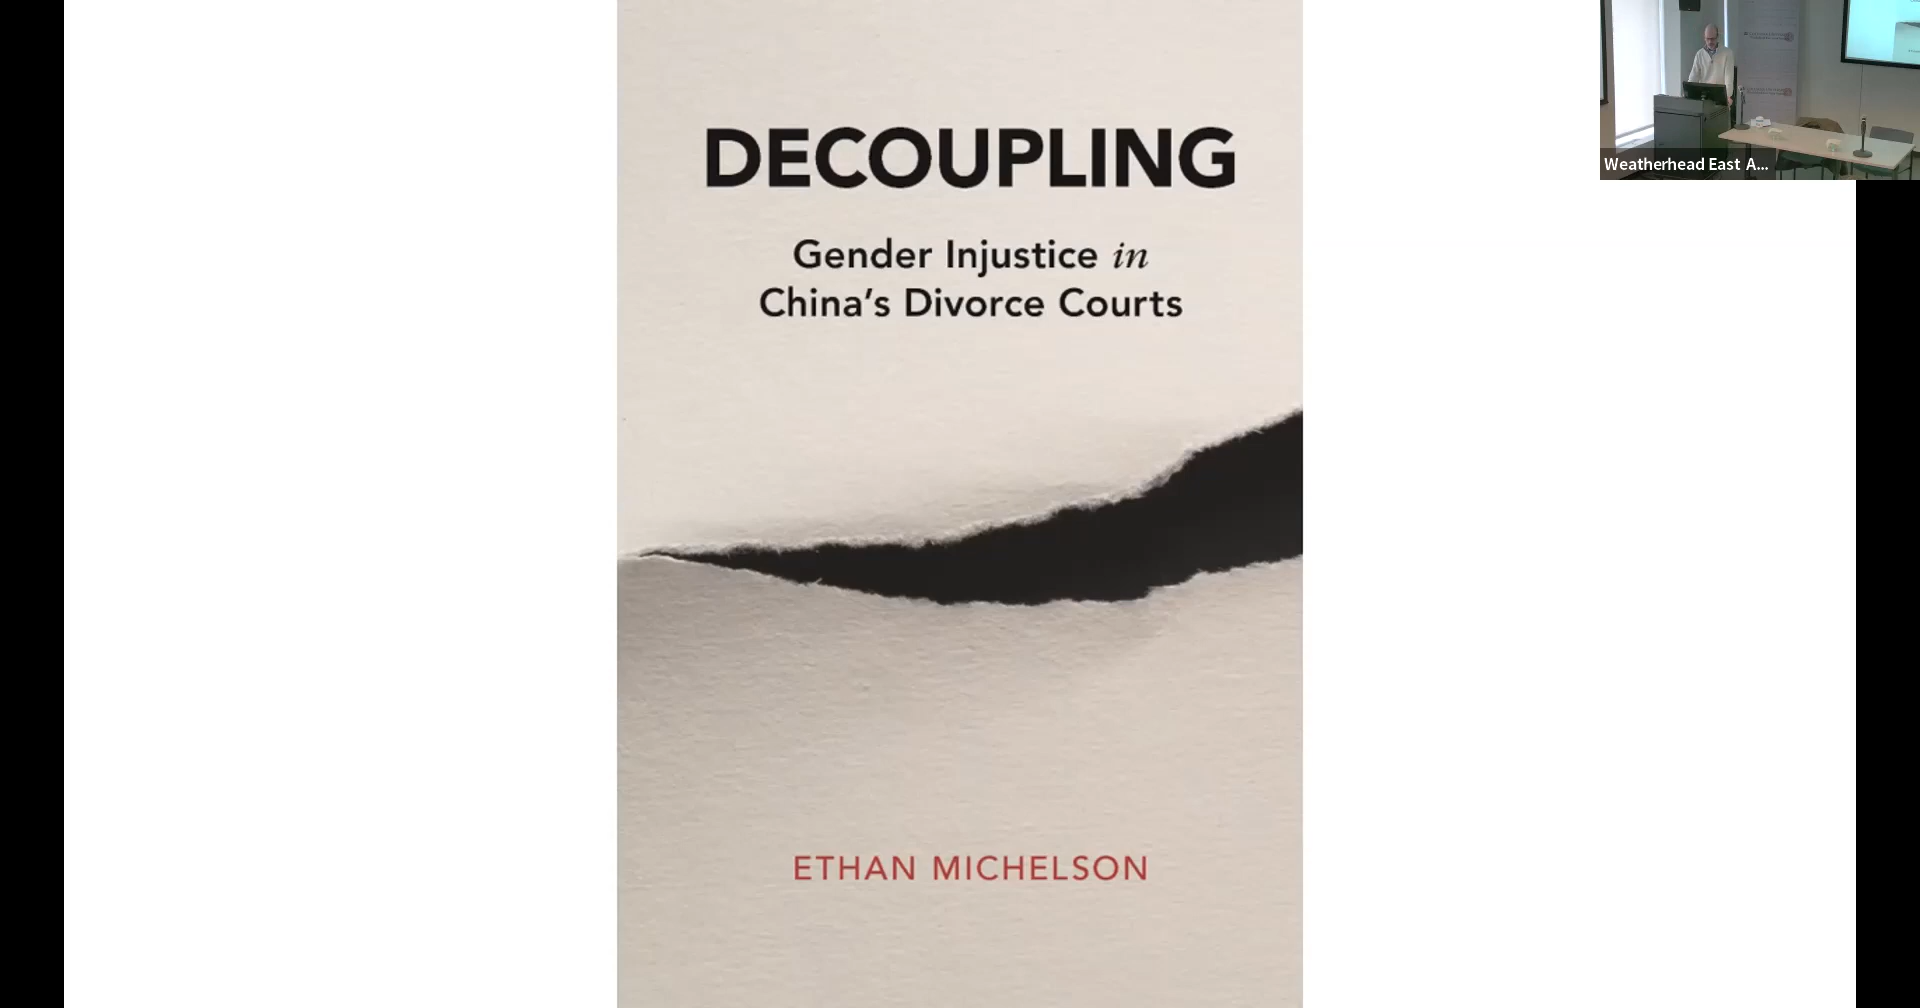 DECOUPLING
Gender Injustice in
China's Divorce Courts
ETHAN MICHELSON
Weatherhead East A...